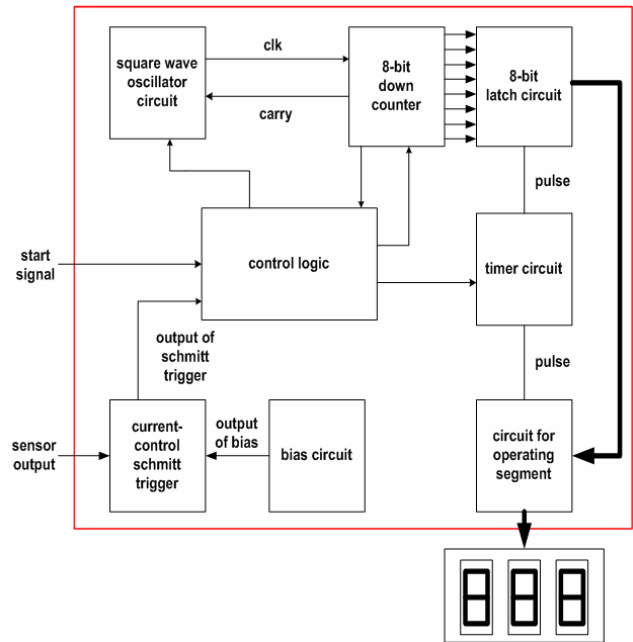 square wave
oscillator
circuit
clk
carry
8-bit
down
counter
8-bit
latch circuit
pulse
start
signal
control logic
timer circuit
output of
schmitt
trigger
pulse
sensor
output
current-
control
schmitt
trigger
output
of bias
bias circuit
circuit for
operating
segment
888